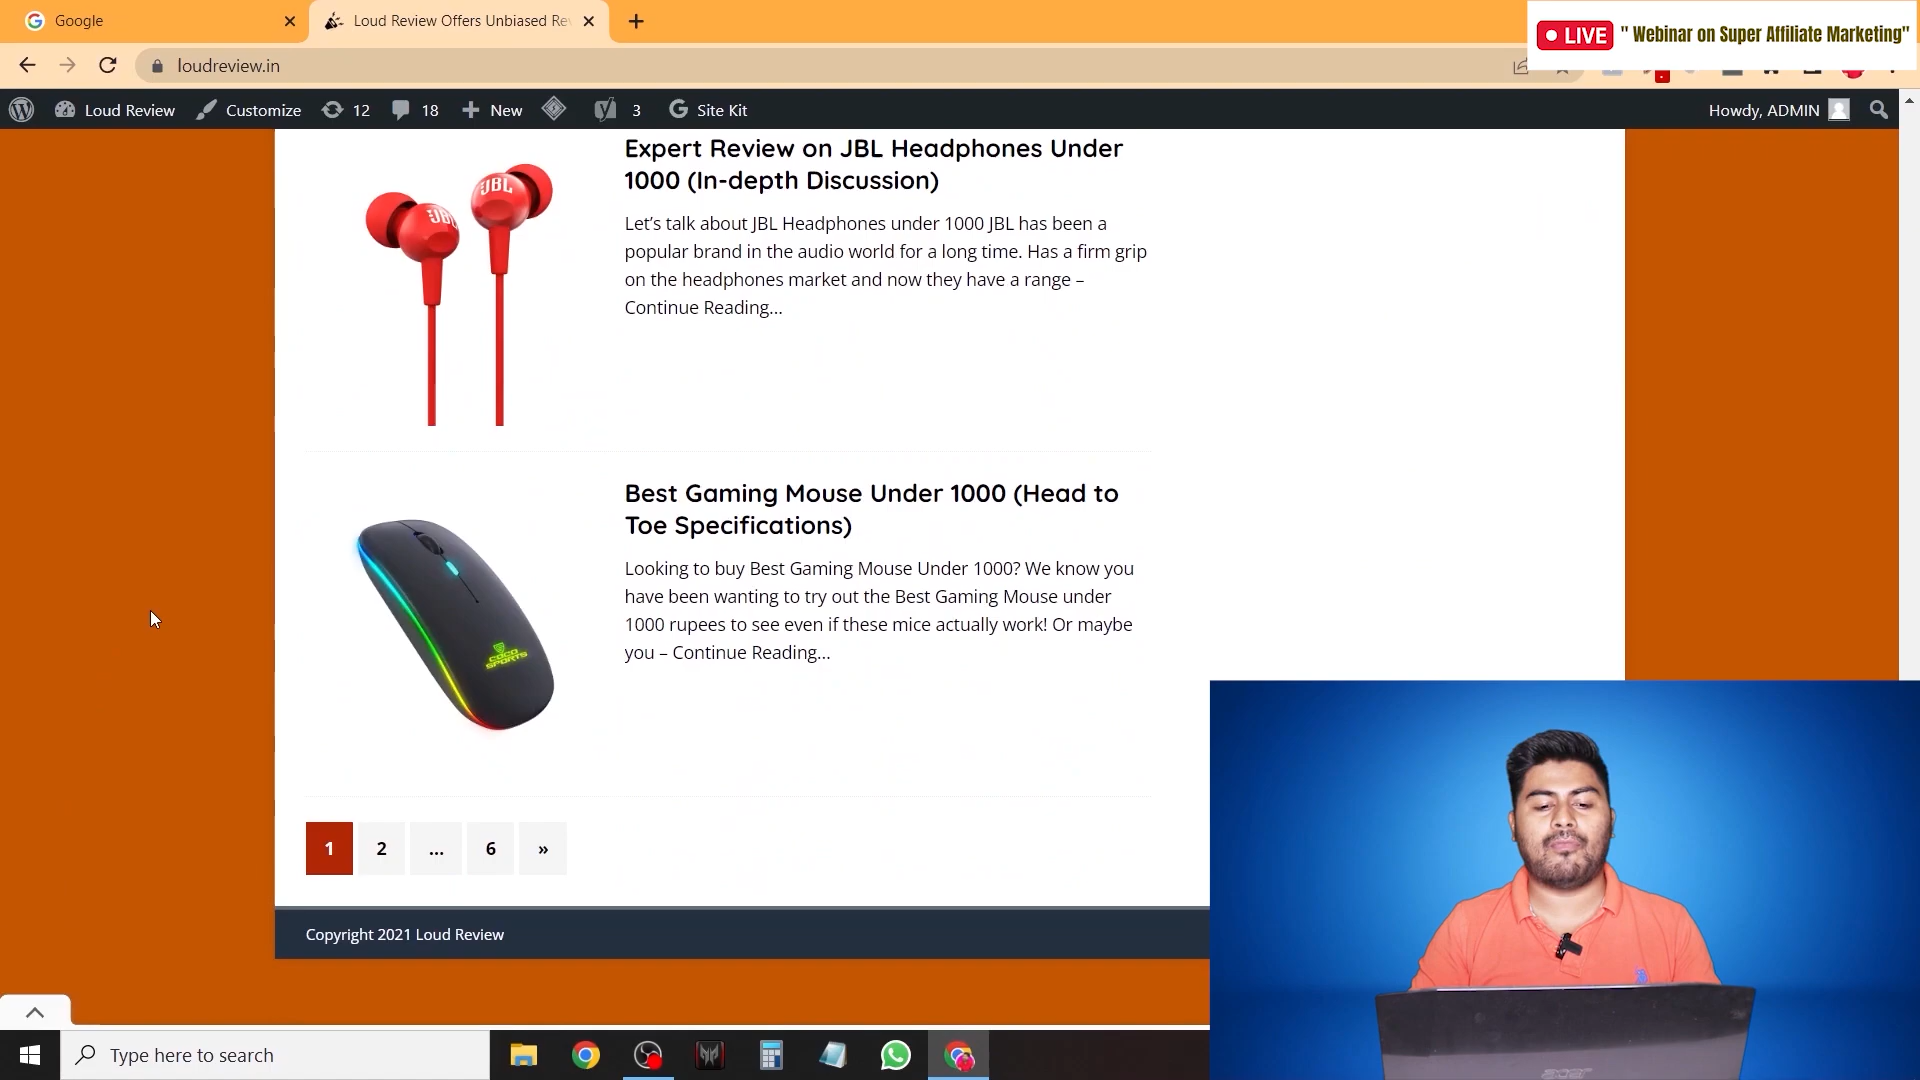 Google
Loud Review Offers Unbiased Re
LIVE
" Webinar on Super Affiliate Marketing"
loudreview.in
Loud Review
Customize
12
18
New
3
Site Kit
Howdy, ADMIN
Expert Review on JBL Headphones Under
1000 (In-depth Discussion)
Let’s talk about JBL Headphones under 1000 JBL has been a
popular brand in the audio world for a long time. Has a firm grip
on the headphones market and now they have a range –
Continue Reading...
JBL
JBL
Best Gaming Mouse Under 1000 (Head to
Toe Specifications)
Looking to buy Best Gaming Mouse Under 1000? We know you
have been wanting to try out the Best Gaming Mouse under
1000 rupees to see even if these mice actually work! Or maybe
you – Continue Reading...
COCO
SPORTS
1 2 ... 6 »
Copyright 2021 Loud Review
Type here to search
acer